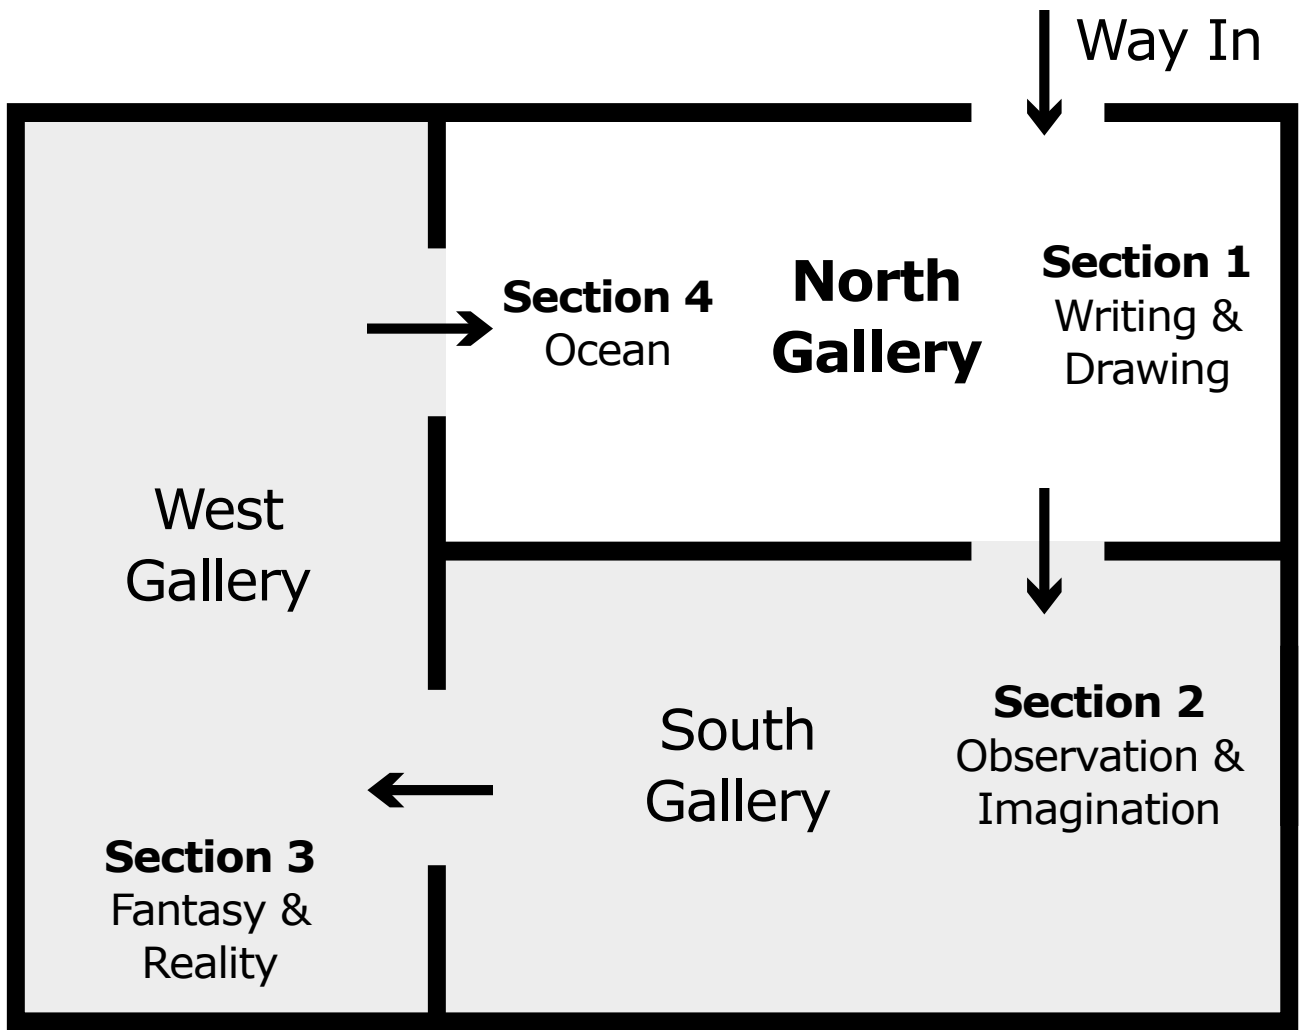 Way In
North
Gallery
Section 1
Writing &
Drawing
Section 4
Ocean
West
Gallery
South
Gallery
Section 2
Observation &
Imagination
Section 3
Fantasy &
Reality